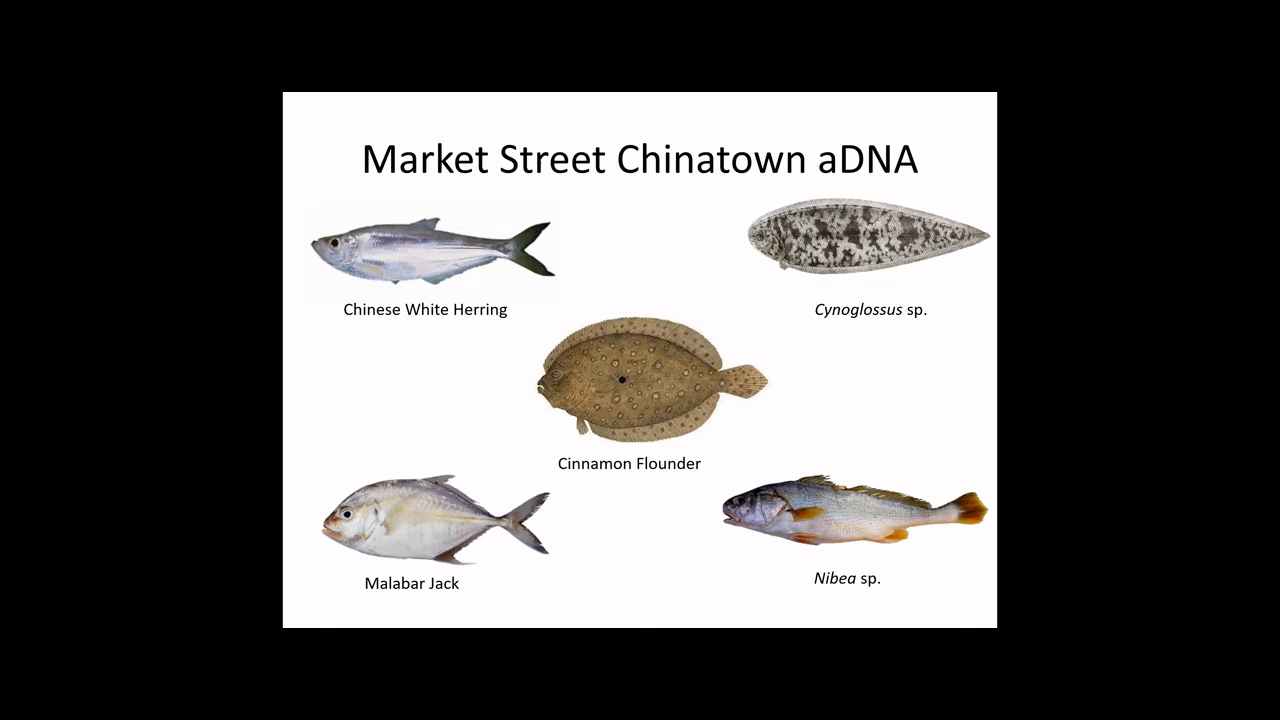 Market Street Chinatown aDNA
Chinese White Herring
Cynoglossus sp.
Cinnamon Flounder
Malabar Jack
Nibea sp.